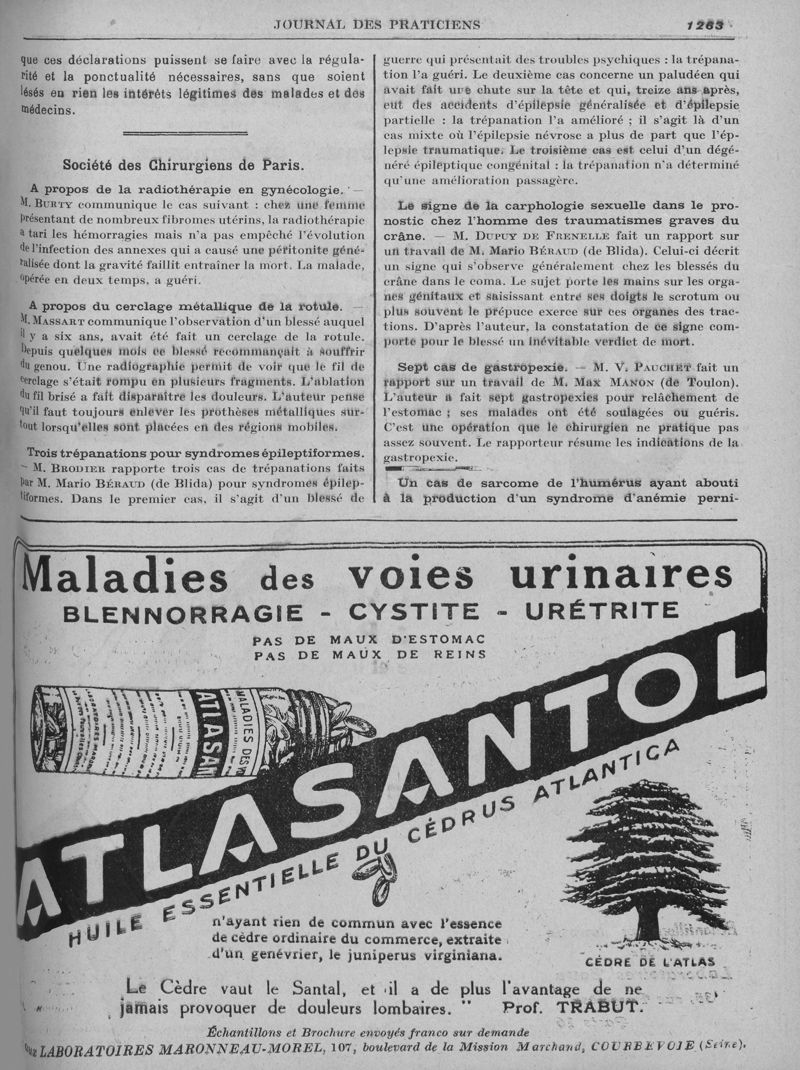 JOURNAL DES PRATICIENS 1263
que ces déclarations puissent se faire avec la régula-
rité et la ponctualité nécessaires, sans que soient
lésés en rien les intérêts légitimes des malades et des
médecins.
Société des Chirurgiens de Paris.
A propos de la radiothérapie en gynécologie. —
M. BURTY communique le cas suivant : chez une femme
présentant de nombreux fibromes utérins, la radiothérapie
a tari les hémorragies mais n'a pas empêché l'évolution
de l'infection des annexes qui a causé une péritonite géné-
ralisée dont la gravité faillit entraîner la mort. La malade,
opérée en deux temps, a guéri.
A propos du cerclage métallique de la rotule. —
M. MASSART communique l'observation d'un blessé auquel
il y a six ans, avait été fait un cerclage de la rotule.
Depuis quelques mois ce blessé recommançait à souffrir
du genou. Une radiographie permit de voir que le fil de
cerclage s'était rompu en plusieurs fragments. L'ablation
du fil brisé a fait disparaître les douleurs. L'auteur pense
qu'il faut toujours enlever les prothèses métalliques sur-
tout lorsqu'elles sont placées en des régions mobiles.
Trois trépanations pour syndromes épileptiformes.
— M. BRODIER rapporte trois cas de trépanations faits
par M. Mario BÉRAUD (de Blida) pour syndromes épilep-
tiformes. Dans le premier cas, il s'agit d'un blessé de
guerre qui présentait des troubles psychiques : la trépana-
tion l'a guéri. Le deuxième cas concerne un paludéen qui
avait fait une chute sur la tête et qui, treize ans après,
eut des accidents d'épilepsie généralisée et d'épilepsie
partielle : la trépanation l'a amélioré ; il s'agit là d'un
cas mixte où l'épilepsie névrose a plus de part que l'ép-
lepsie traumatique. Le troisième cas est celui d'un dégé-
néré épileptique congénital : la trépanation n'a déterminé
qu'une amélioration passagère.
Le signe de la carphologie sexuelle dans le pro-
nostic chez l'homme des traumatismes graves du
crâne. — M. DUPUY DE FRENELLE fait un rapport sur
un travail de M. Mario BÉRAUD (de Blida). Celui-ci décrit
un signe qui s'observe généralement chez les blessés du
crâne dans le coma. Le sujet porte les mains sur les orga-
nes génitaux et saisissant entre ses doigts le scrotum ou
plus souvent le prépuce exerce sur ces organes des trac-
tions. D'après l'auteur, la constatation de ce signe com-
porte pour le blessé un inévitable verdict de mort.
Sept cas de gastropexie. — M. V. PAUCHET fait un
rapport sur un travail de M. Max MANON (de Toulon).
L'auteur a fait sept gastropexies pour relâchement de
l'estomac ; ses malades ont été soulagées ou guéris.
C'est une opération que le chirurgien ne pratique pas
assez souvent. Le rapporteur résume les indications de la
gastropexie.
Un cas de sarcome de l'humérus ayant abouti
à la production d'un syndrome d'anémie perni-
Maladies des voies urinaires
BLENNORRAGIE - CYSTITE - URÉTRITE
PAS DE MAUX D'ESTOMAC
PAS DE MAUX DE REINS
MALADIES DES
ATLASAN
ATLASANTOL
HUILE ESSENTIELLE DU CÉDRUS ATLANTICA
n'ayant rien de commun avec l'essence
de cèdre ordinaire du commerce, extraite
d'un genévrier, le juniperus virginiana.
CÈDRE DE L'ATLAS
Le Cèdre vaut le Santal, et il a de plus l'avantage de ne
jamais provoquer de douleurs lombaires. " Prof. TRABUT.
Échantillons et Brochure envoyés franco sur demande
LABORATOIRES MARONNEAU-MOREL, 107, boulevard de la Mission Marchand, COURBEVOIE (Seine).